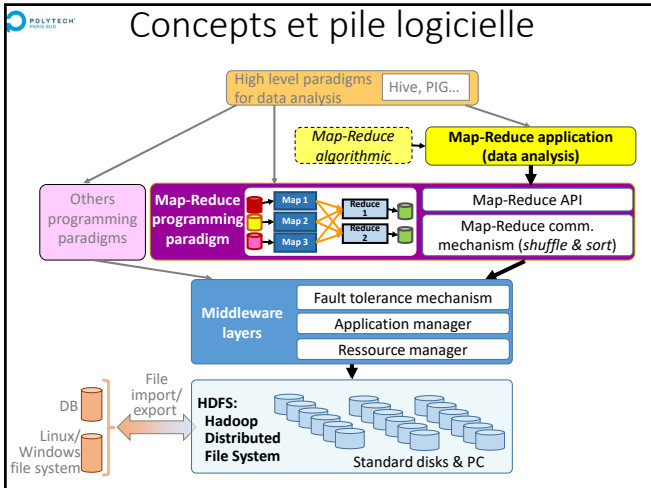 POLYTECH
PARIS-SUD
Concepts et pile logicielle
High level paradigms
for data analysis
Hive, PIG...
Map-Reduce
algorithmic
Map-Reduce application
(data analysis)
Others
programming
paradigms
Map-Reduce
programming
paradigm
Map 1
Map 2
Map 3
Reduce
1
Reduce
2
Map-Reduce API
Map-Reduce comm.
mechanism (shuffle & sort)
Middleware
layers
Fault tolerance mechanism
Application manager
Ressource manager
DB
Linux/
Windows
file system
File
import/
export
HDFS:
Hadoop
Distributed
File System
Standard disks & PC